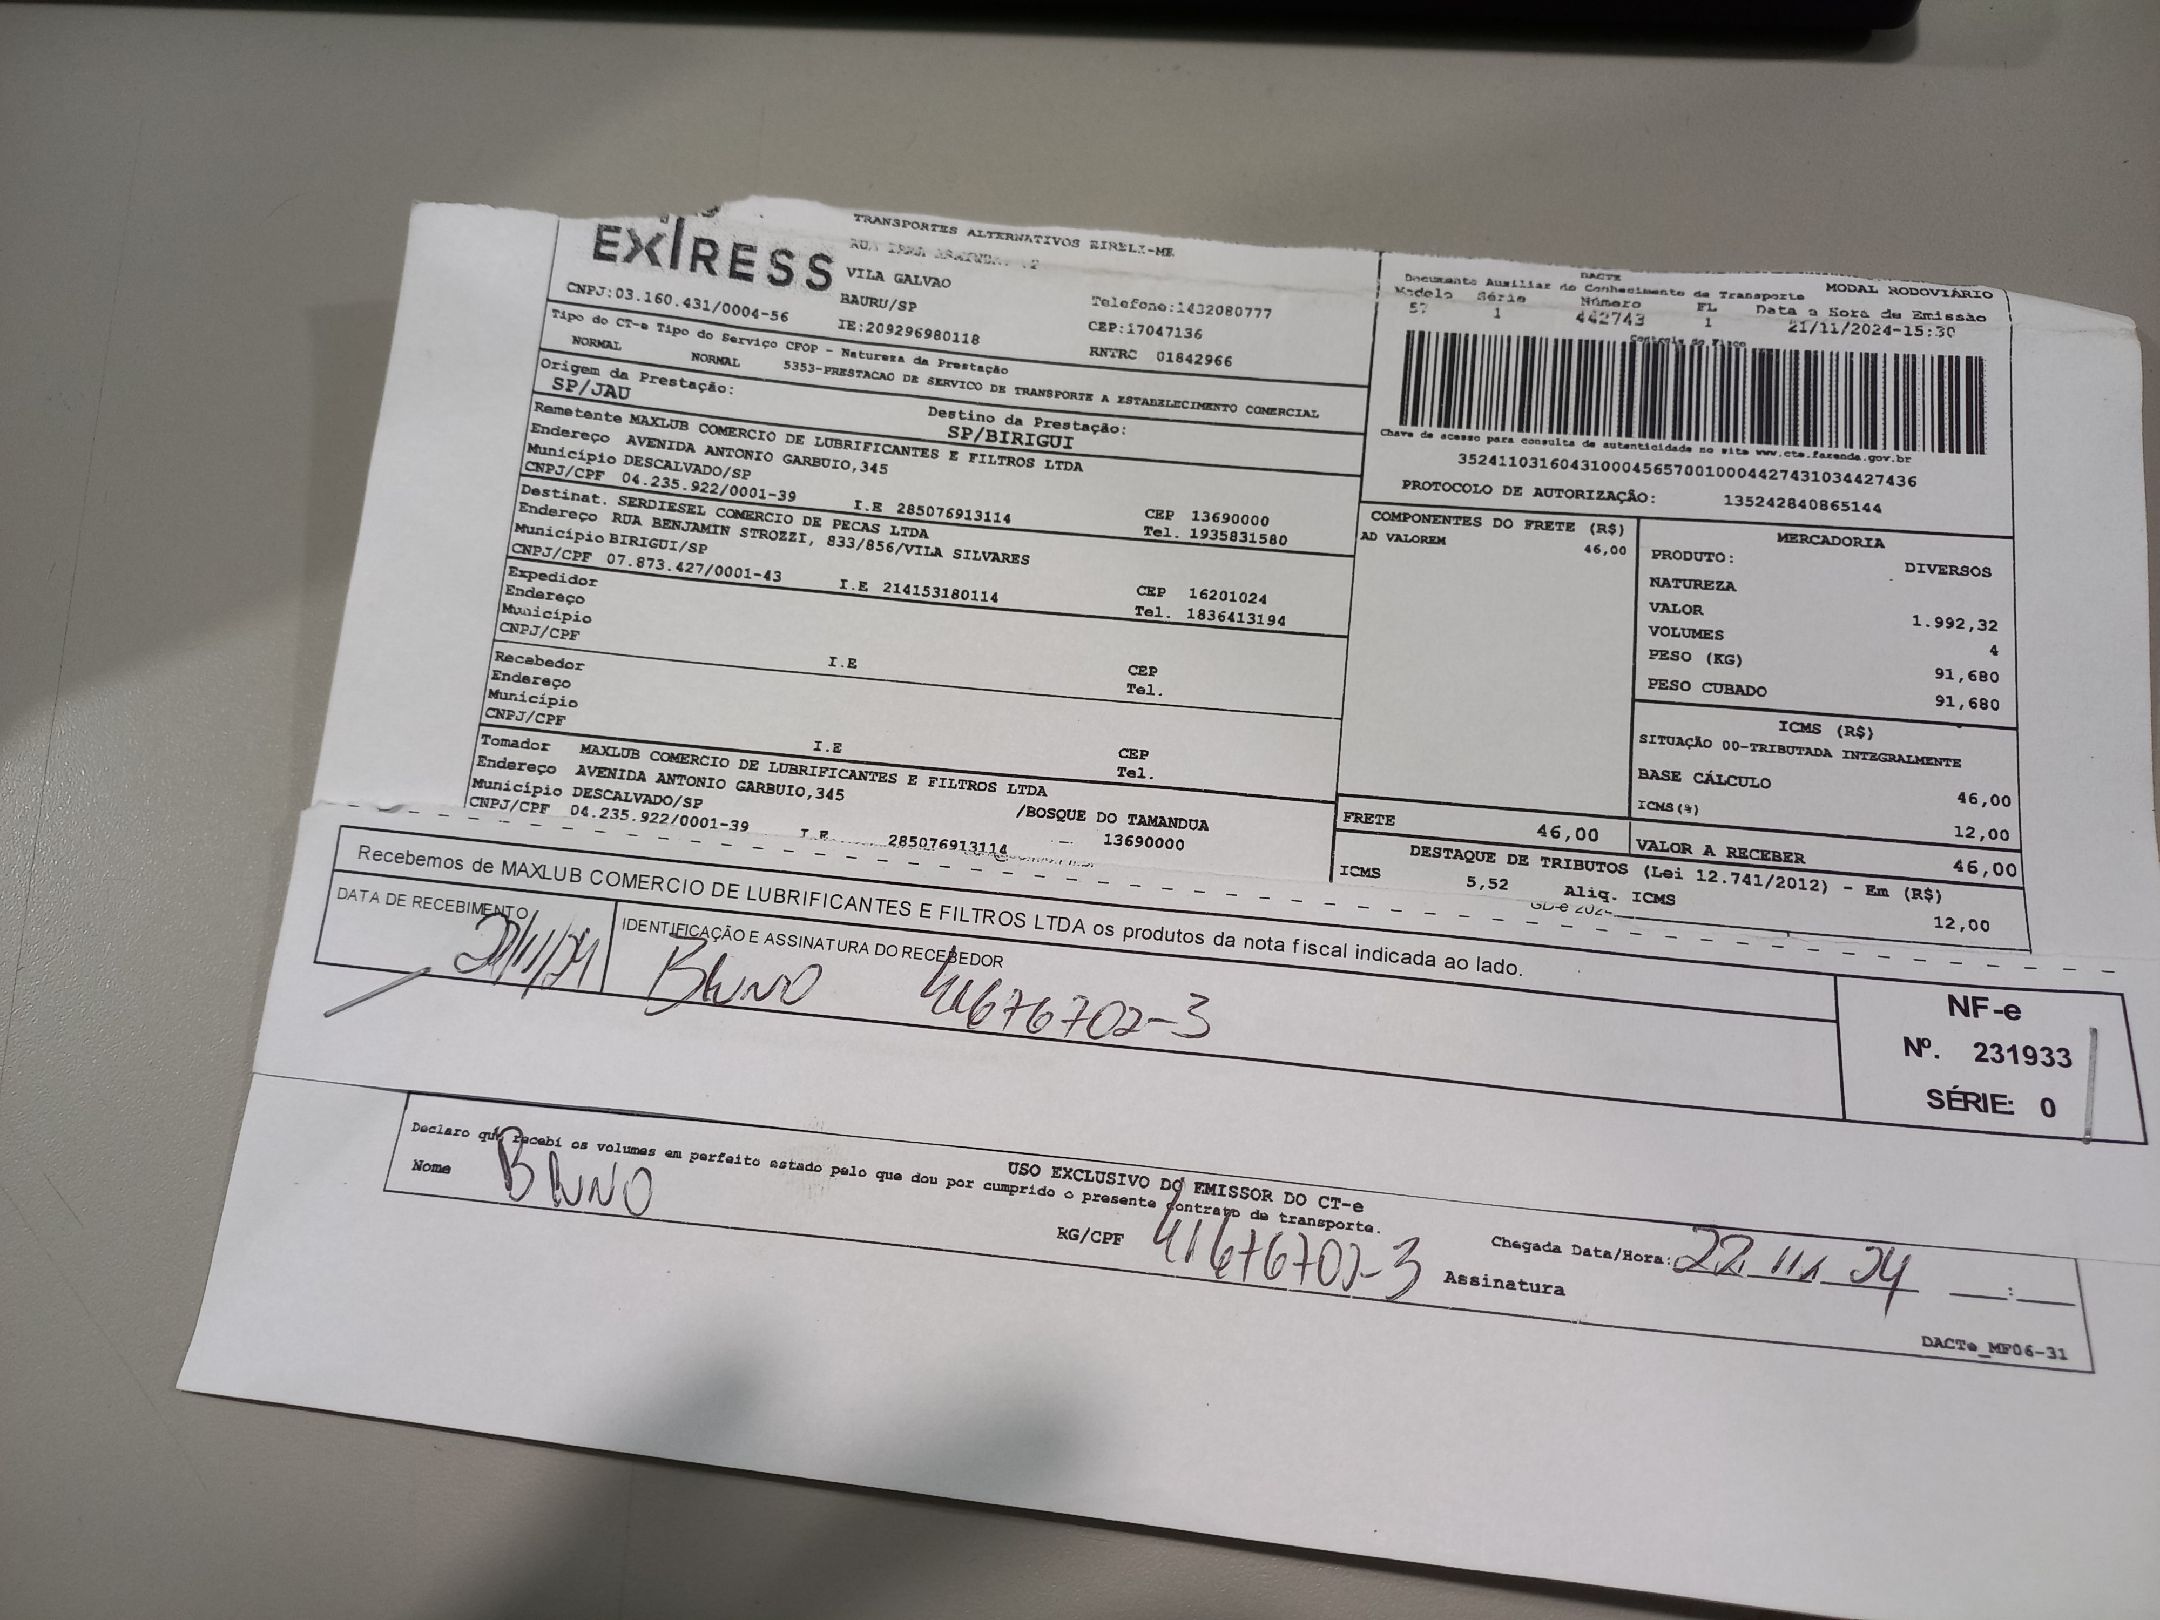 EXPRESS
TRANSPORTES ALTERNATIVOS EIRELI-ME
VILA GALVAO
BAURU/SP
IE:209296980118
Telefone:1432080777
CEP:17047136
RNTRC 01842966
CNPJ:03.160.431/0004-56
DACTE
Documento Auxiliar do Conhecimento de Transporte
MODAL RODOVIÁRIO
Modelo Série Número FL Data e Hora de Emissão
57 1 442743 1 21/11/2024-15:30
Controle do Fisco
Chave de acesso para consulta de autenticidade no site www.cte.fazenda.gov.br
35241103160431000456570010004427431034427436
PROTOCOLO DE AUTORIZAÇÃO: 135242840865144
Tipo do CT-e Tipo do Serviço CFOP - Natureza da Prestação
NORMAL NORMAL 5353-PRESTACAO DE SERVICO DE TRANSPORTE A ESTABELECIMENTO COMERCIAL
Origem da Prestação: Destino da Prestação:
SP/JAU SP/BIRIGUI
Remetente MAXLUB COMERCIO DE LUBRIFICANTES E FILTROS LTDA
Endereço AVENIDA ANTONIO GARBUIO,345
Município DESCALVADO/SP CEP 13690000
CNPJ/CPF 04.235.922/0001-39 I.E 285076913114 Tel. 1935831580
Destinat. SERDIESEL COMERCIO DE PECAS LTDA
Endereço RUA BENJAMIN STROZZI, 833/856/VILA SILVARES
Município BIRIGUI/SP CEP 16201024
CNPJ/CPF 07.873.427/0001-43 I.E 214153180114 Tel. 1836413194
Expedidor
Endereço
Município CEP
CNPJ/CPF I.E Tel.
Recebedor
Endereço
Município CEP
CNPJ/CPF I.E Tel.
Tomador MAXLUB COMERCIO DE LUBRIFICANTES E FILTROS LTDA
Endereço AVENIDA ANTONIO GARBUIO,345 /BOSQUE DO TAMANDUA
Município DESCALVADO/SP 13690000
CNPJ/CPF 04.235.922/0001-39 I.E 285076913114
COMPONENTES DO FRETE (R$)
AD VALOREM 46,00
MERCADORIA
PRODUTO: DIVERSOS
NATUREZA
VALOR 1.992,32
VOLUMES 4
PESO (KG) 91,680
PESO CUBADO 91,680
ICMS (R$)
SITUAÇÃO 00-TRIBUTADA INTEGRALMENTE
BASE CÁLCULO 46,00
ICMS(%) 12,00
FRETE 46,00 VALOR A RECEBER 46,00
DESTAQUE DE TRIBUTOS (Lei 12.741/2012) - Em (R$)
ICMS 5,52 Aliq. ICMS 12,00
Recebemos de MAXLUB COMERCIO DE LUBRIFICANTES E FILTROS LTDA os produtos da nota fiscal indicada ao lado.
DATA DE RECEBIMENTO IDENTIFICAÇÃO E ASSINATURA DO RECEBEDOR
22/11/24 BRUNO 41676702-3
NF-e
Nº. 231933
SÉRIE: 0
USO EXCLUSIVO DO EMISSOR DO CT-e
Declaro que recebi os volumes em perfeito estado pelo que dou por cumprido o presente contrato de transporte.
Nome BRUNO RG/CPF 41676702-3 Assinatura Chegada Data/Hora: 22.11.24 __:__
DACTe_MF06-31